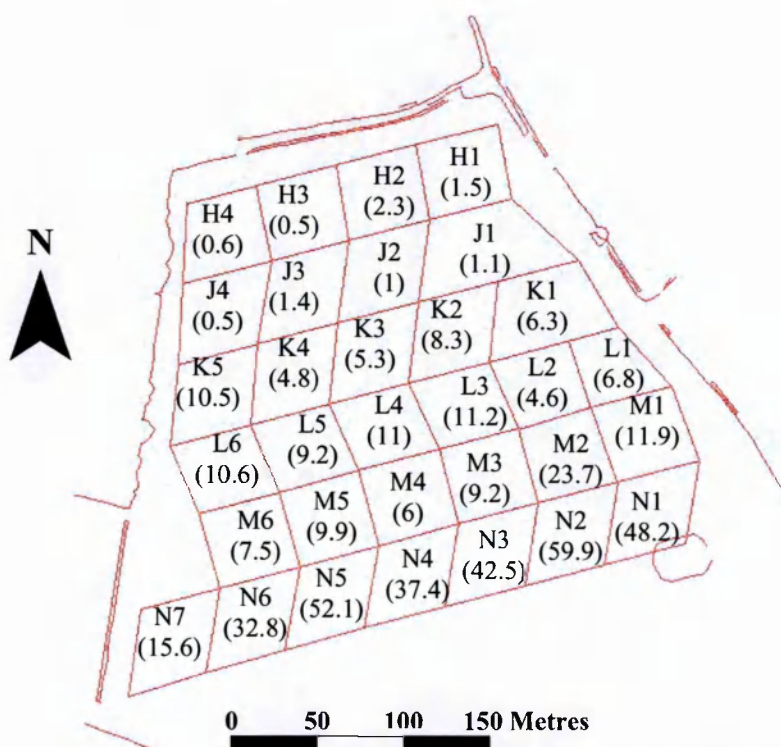 N
H4
(0.6)
H3
(0.5)
H2
(2.3)
H1
(1.5)
J4
(0.5)
J3
(1.4)
J2
(1)
J1
(1.1)
K5
(10.5)
K4
(4.8)
K3
(5.3)
K2
(8.3)
K1
(6.3)
L6
(10.6)
L5
(9.2)
L4
(11)
L3
(11.2)
L2
(4.6)
L1
(6.8)
M6
(7.5)
M5
(9.9)
M4
(6)
M3
(9.2)
M2
(23.7)
M1
(11.9)
N7
(15.6)
N6
(32.8)
N5
(52.1)
N4
(37.4)
N3
(42.5)
N2
(59.9)
N1
(48.2)
0 50 100 150 Metres